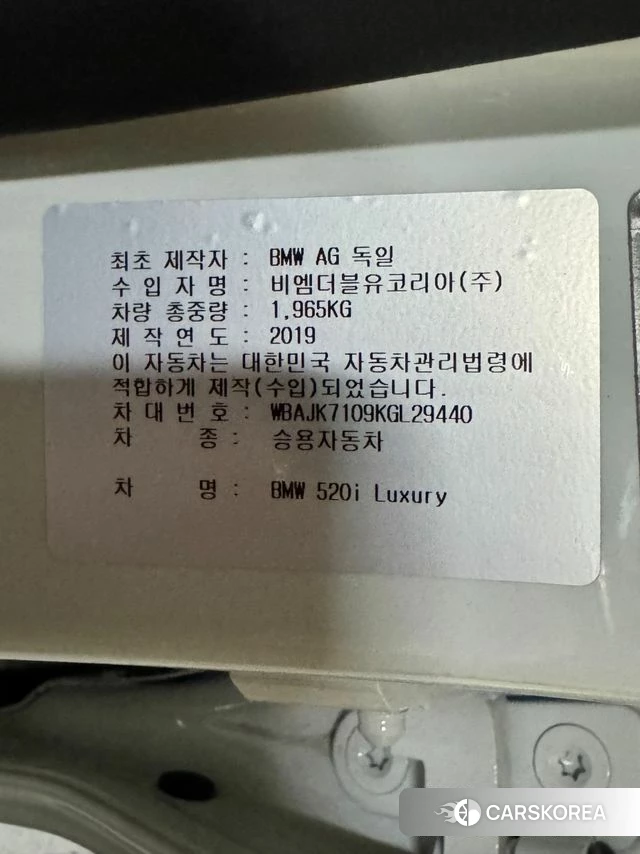 최초 제작자 : BMW AG 독일
수 입 자 명 : 비엠더블유코리아(주)
차량 총중량 : 1,965KG
제 작 연 도 : 2019
이 자동차는 대한민국 자동차관리법령에
적합하게 제작(수입)되었습니다.
차 대 번 호 : WBAJK7109KGL29440
차 종 : 승용자동차
차 명 : BMW 520i Luxury
CARSKOREA